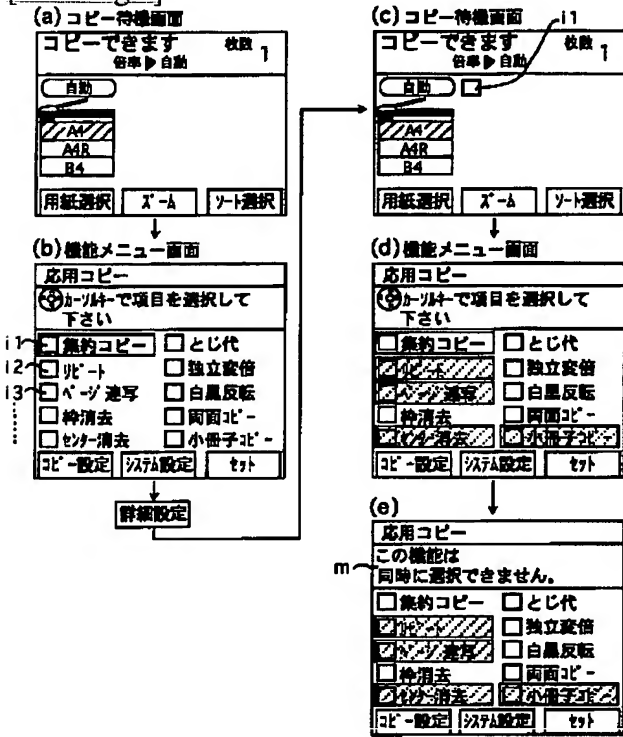 (a) コピー待機画面
コピーできます 枚数 1
倍率▶自動
自動
A4
A4R
B4
用紙選択 ズーム ソート選択
(b) 機能メニュー画面
応用コピー
カーソルキーで項目を選択して
下さい
i1 集約コピー とじ代
i2 リピート 独立変倍
i3 ページ連写 白黒反転
枠消去 両面コピー
センター消去 小冊子コピー
コピー設定 システム設定 セット
詳細設定
(c) コピー待機画面
i1
コピーできます 枚数 1
倍率▶自動
自動
A4
A4R
B4
用紙選択 ズーム ソート選択
(d) 機能メニュー画面
応用コピー
カーソルキーで項目を選択して
下さい
集約コピー とじ代
リピート 独立変倍
ページ連写 白黒反転
枠消去 両面コピー
センター消去 小冊子コピー
コピー設定 システム設定 セット
(e)
応用コピー
m この機能は
同時に選択できません。
集約コピー とじ代
リピート 独立変倍
ページ連写 白黒反転
枠消去 両面コピー
センター消去 小冊子コピー
コピー設定 システム設定 セット